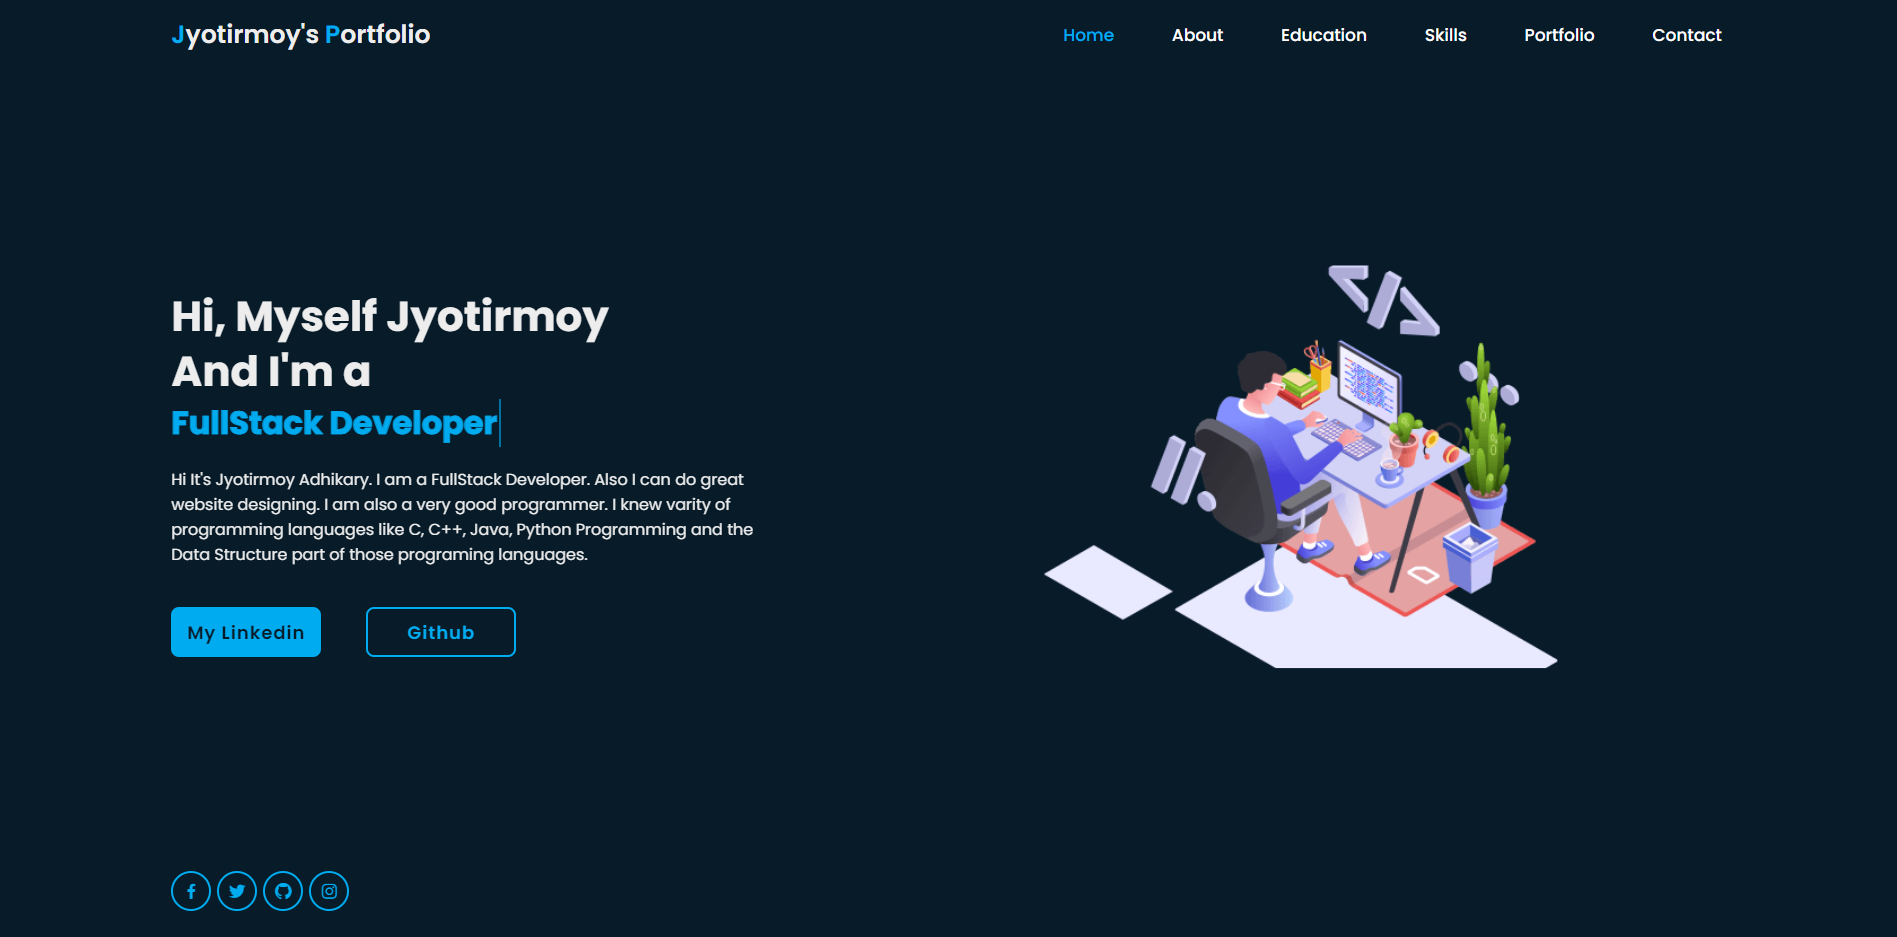 Jyotirmoy's Portfolio
Home About Education Skills Portfolio Contact
Hi, Myself Jyotirmoy
And I'm a
FullStack Developer
Hi It's Jyotirmoy Adhikary. I am a FullStack Developer. Also I can do great
website designing. I am also a very good programmer. I knew varity of
programming languages like C, C++, Java, Python Programming and the
Data Structure part of those programing languages.
My Linkedin Github